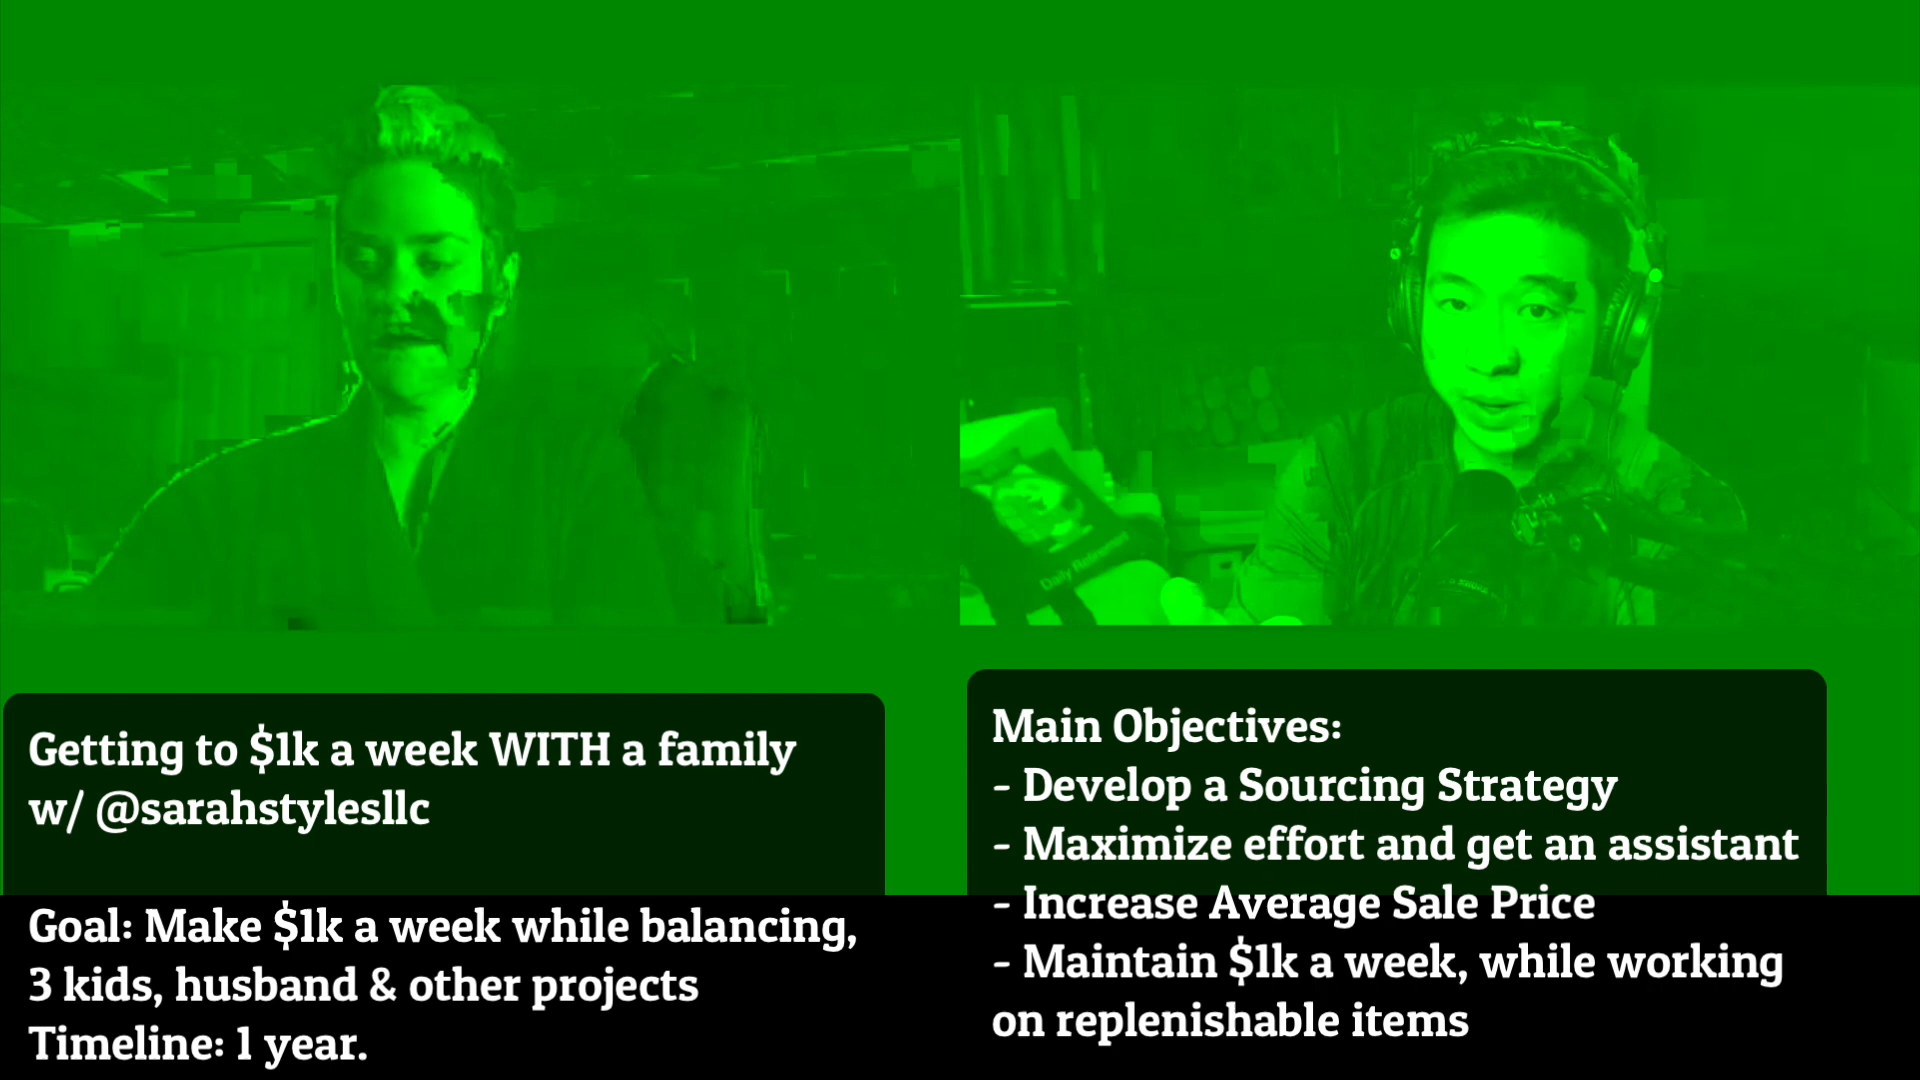 Daily Retirement
Getting to $1k a week WITH a family
w/ @sarahstylesllc
Goal: Make $1k a week while balancing,
3 kids, husband & other projects
Timeline: 1 year.
Main Objectives:
- Develop a Sourcing Strategy
- Maximize effort and get an assistant
- Increase Average Sale Price
- Maintain $1k a week, while working
on replenishable items